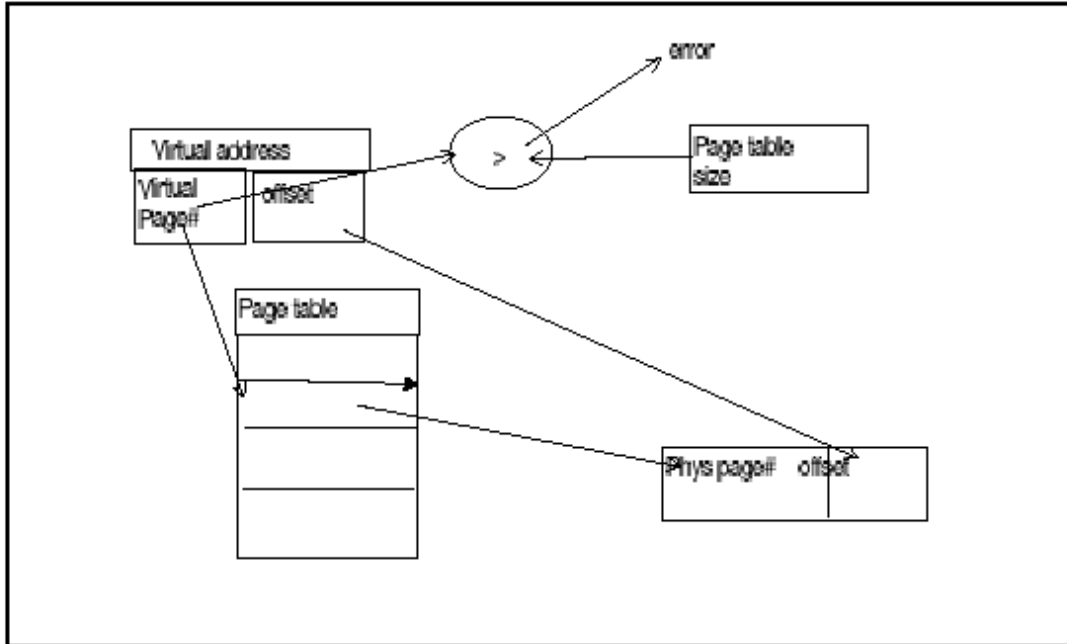 error
Virtual address
>
Page table
size
Virtual
Page#
offset
Page table
Phys page# offset